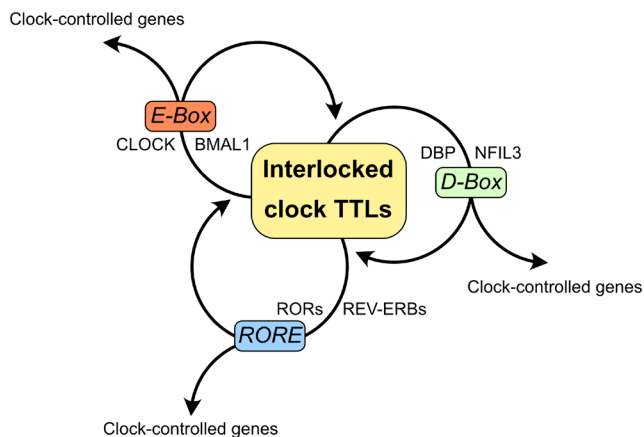 Clock-controlled genes
E-Box
CLOCK BMAL1
Interlocked
clock TTLs
DBP NFIL3
D-Box
Clock-controlled genes
RORs REV-ERBs
RORE
Clock-controlled genes